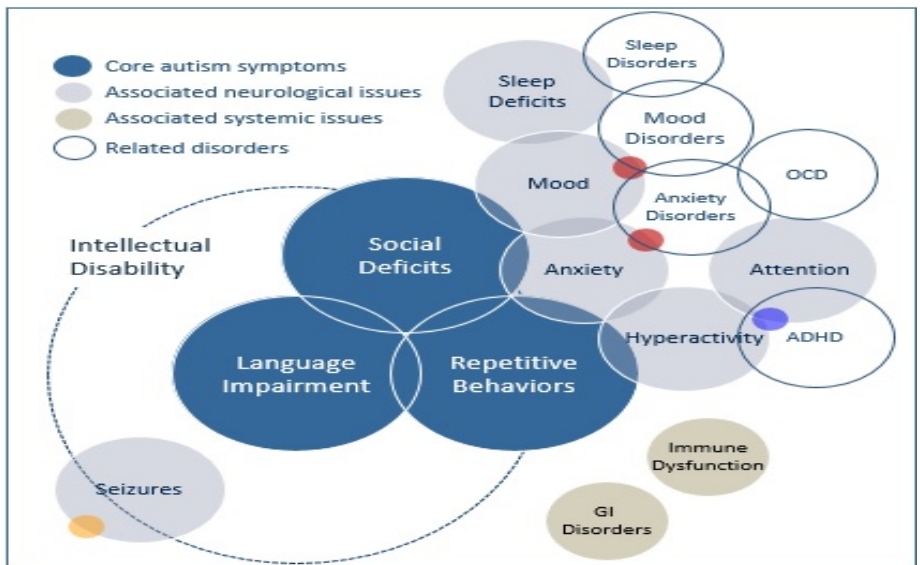 Core autism symptoms
Associated neurological issues
Associated systemic issues
Related disorders
Sleep
Disorders
Sleep
Deficits
Mood
Disorders
Mood
OCD
Anxiety
Disorders
Intellectual
Disability
Social
Deficits
Anxiety
Attention
Hyperactivity
ADHD
Language
Impairment
Repetitive
Behaviors
Immune
Dysfunction
Seizures
GI
Disorders